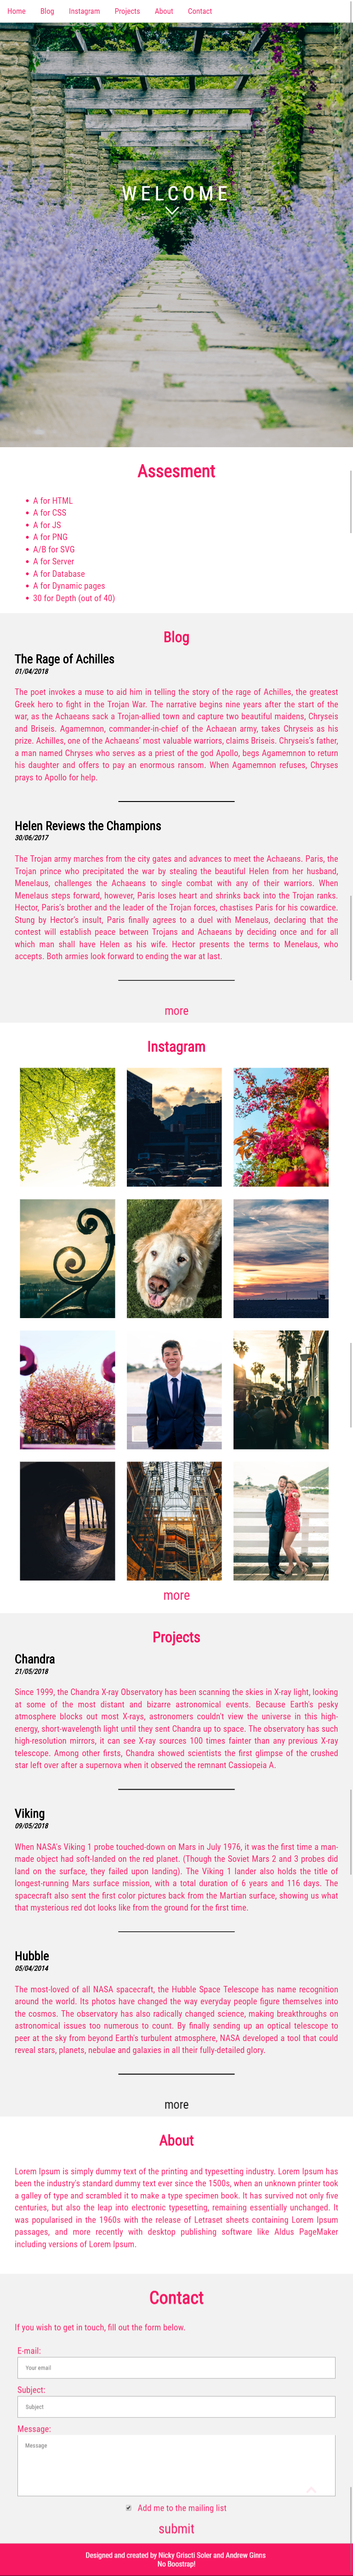 Home Blog Instagram Projects About Contact
WELCOME
Assesment
A for HTML
A for CSS
A for JS
A for PNG
A/B for SVG
A for Server
A for Database
A for Dynamic pages
30 for Depth (out of 40)
Blog
The Rage of Achilles
01/04/2018
The poet invokes a muse to aid him in telling the story of the rage of Achilles, the greatest
Greek hero to fight in the Trojan War. The narrative begins nine years after the start of the
war, as the Achaeans sack a Trojan-allied town and capture two beautiful maidens, Chryseis
and Briseis. Agamemnon, commander-in-chief of the Achaean army, takes Chryseis as his
prize. Achilles, one of the Achaeans' most valuable warriors, claims Briseis. Chryseis's father,
a man named Chryses who serves as a priest of the god Apollo, begs Agamemnon to return
his daughter and offers to pay an enormous ransom. When Agamemnon refuses, Chryses
prays to Apollo for help.
Helen Reviews the Champions
30/06/2017
The Trojan army marches from the city gates and advances to meet the Achaeans. Paris, the
Trojan prince who precipitated the war by stealing the beautiful Helen from her husband,
Menelaus, challenges the Achaeans to single combat with any of their warriors. When
Menelaus steps forward, however, Paris loses heart and shrinks back into the Trojan ranks.
Hector, Paris's brother and the leader of the Trojan forces, chastises Paris for his cowardice.
Stung by Hector's insult, Paris finally agrees to a duel with Menelaus, declaring that the
contest will establish peace between Trojans and Achaeans by deciding once and for all
which man shall have Helen as his wife. Hector presents the terms to Menelaus, who
accepts. Both armies look forward to ending the war at last.
more
Instagram
more
Projects
Chandra
21/05/2018
Since 1999, the Chandra X-ray Observatory has been scanning the skies in X-ray light, looking
at some of the most distant and bizarre astronomical events. Because Earth's pesky
atmosphere blocks out most X-rays, astronomers couldn't view the universe in this high-
energy, short-wavelength light until they sent Chandra up to space. The observatory has such
high-resolution mirrors, it can see X-ray sources 100 times fainter than any previous X-ray
telescope. Among other firsts, Chandra showed scientists the first glimpse of the crushed
star left over after a supernova when it observed the remnant Cassiopeia A.
Viking
09/05/2018
When NASA's Viking 1 probe touched-down on Mars in July 1976, it was the first time a man-
made object had soft-landed on the red planet. (Though the Soviet Mars 2 and 3 probes did
land on the surface, they failed upon landing). The Viking 1 lander also holds the title of
longest-running Mars surface mission, with a total duration of 6 years and 116 days. The
spacecraft also sent the first color pictures back from the Martian surface, showing us what
that mysterious red dot looks like from the ground for the first time.
Hubble
05/04/2014
The most-loved of all NASA spacecraft, the Hubble Space Telescope has name recognition
around the world. Its photos have changed the way everyday people figure themselves into
the cosmos. The observatory has also radically changed science, making breakthroughs on
astronomical issues too numerous to count. By finally sending up an optical telescope to
peer at the sky from beyond Earth's turbulent atmosphere, NASA developed a tool that could
reveal stars, planets, nebulae and galaxies in all their fully-detailed glory.
more
About
Lorem Ipsum is simply dummy text of the printing and typesetting industry. Lorem Ipsum has
been the industry's standard dummy text ever since the 1500s, when an unknown printer took
a galley of type and scrambled it to make a type specimen book. It has survived not only five
centuries, but also the leap into electronic typesetting, remaining essentially unchanged. It
was popularised in the 1960s with the release of Letraset sheets containing Lorem Ipsum
passages, and more recently with desktop publishing software like Aldus PageMaker
including versions of Lorem Ipsum.
Contact
If you wish to get in touch, fill out the form below.
E-mail:
Your email
Subject:
Subject
Message:
Message
Add me to the mailing list
submit
Designed and created by Nicky Griscti Soler and Andrew Ginns
No Boostrap!